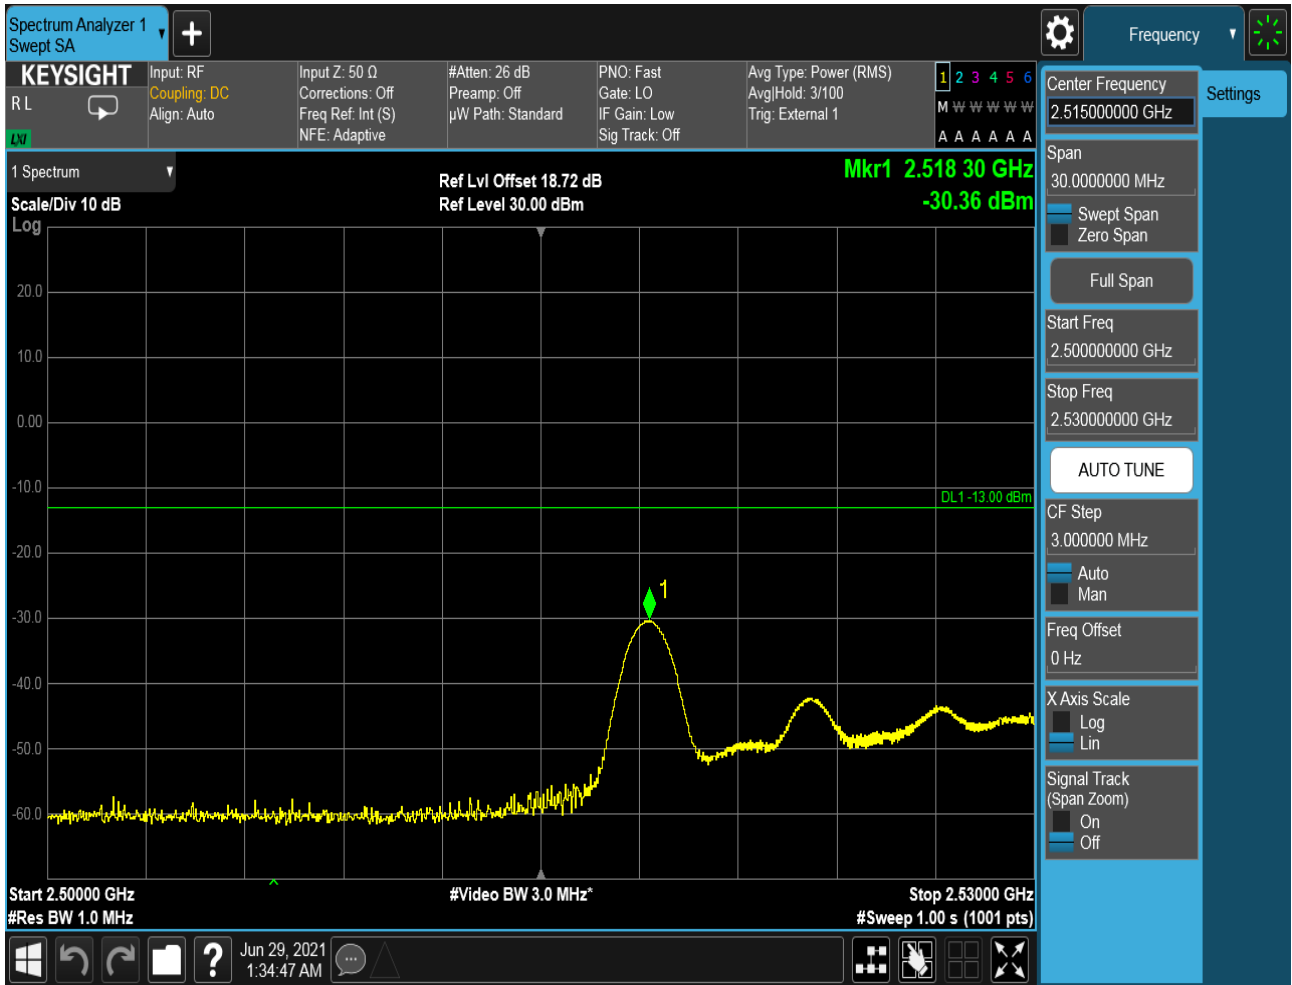 Spectrum Analyzer 1
Swept SA
Frequency
KEYSIGHT
R L
LXI
Input: RF
Coupling: DC
Align: Auto
Input Z: 50 Ω
Corrections: Off
Freq Ref: Int (S)
NFE: Adaptive
#Atten: 26 dB
Preamp: Off
µW Path: Standard
PNO: Fast
Gate: LO
IF Gain: Low
Sig Track: Off
Avg Type: Power (RMS)
Avg|Hold: 3/100
Trig: External 1
1 2 3 4 5 6
M W W W W W
A A A A A A
1 Spectrum
Scale/Div 10 dB
Log
Ref Lvl Offset 18.72 dB
Ref Level 30.00 dBm
Mkr1 2.518 30 GHz
-30.36 dBm
20.0
10.0
0.00
-10.0
-20.0
-30.0
-40.0
-50.0
-60.0
DL1 -13.00 dBm
1
Start 2.50000 GHz
#Res BW 1.0 MHz
#Video BW 3.0 MHz*
Stop 2.53000 GHz
#Sweep 1.00 s (1001 pts)
Center Frequency
2.515000000 GHz
Settings
Span
30.0000000 MHz
Swept Span
Zero Span
Full Span
Start Freq
2.500000000 GHz
Stop Freq
2.530000000 GHz
AUTO TUNE
CF Step
3.000000 MHz
Auto
Man
Freq Offset
0 Hz
X Axis Scale
Log
Lin
Signal Track
(Span Zoom)
On
Off
?
Jun 29, 2021
1:34:47 AM